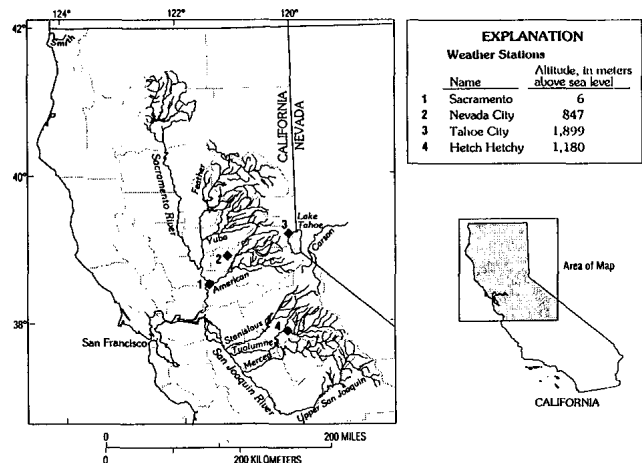 124°
122°
120°
42°
40°
38°
Smith
Sacramento River
Feather
CALIFORNIA
NEVADA
Yuba
American
Lake
Tahoe
Carson
San Francisco
Stanislaus
Tuolumne
Merced
San Joaquin River
Upper San Joaquin
1
2
3
4
0 200 MILES
0 200 KILOMETERS
EXPLANATION
Weather Stations
Name Altitude, in meters above sea level
1 Sacramento 6
2 Nevada City 847
3 Tahoe City 1,899
4 Hetch Hetchy 1,180
Area of Map
CALIFORNIA